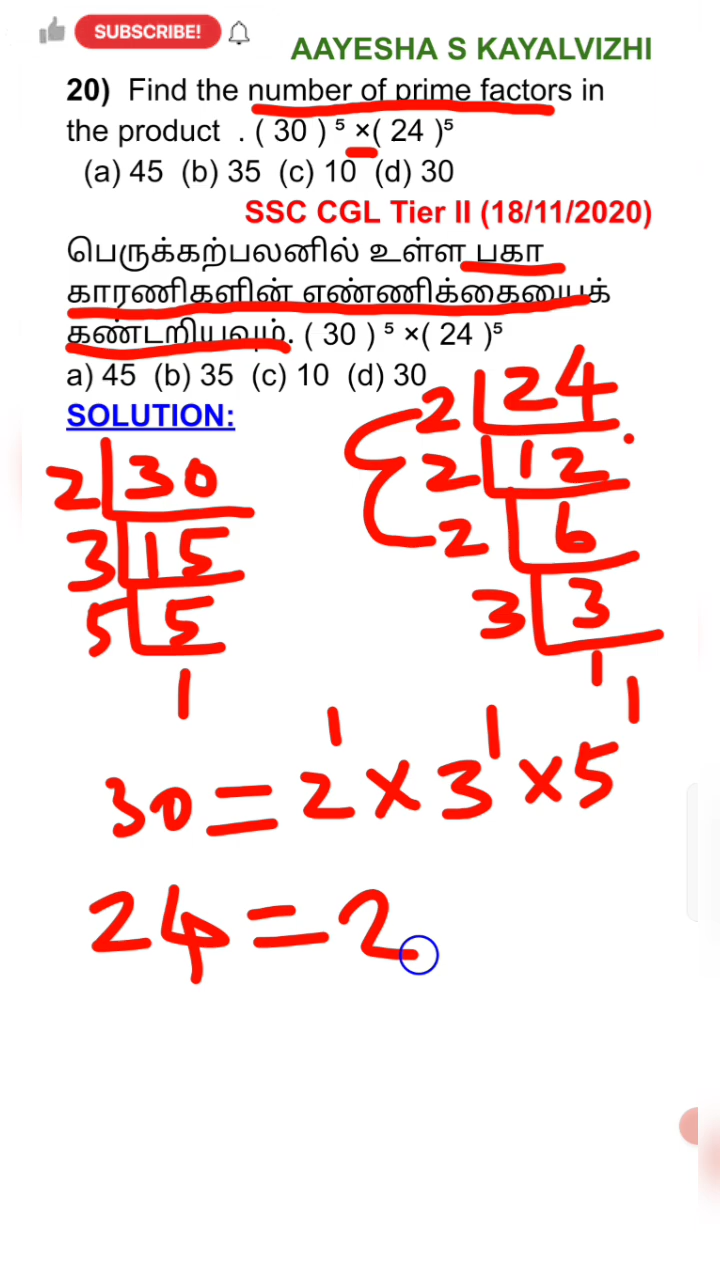 SUBSCRIBE!
AAYESHA S KAYALVIZHI
20) Find the number of prime factors in
the product . ( 30 ) ⁵ ×( 24 )⁵
(a) 45 (b) 35 (c) 10 (d) 30
SSC CGL Tier II (18/11/2020)
பெருக்கற்பலனில் உள்ள பகா
காரணிகளின் எண்ணிக்கையைக்
கண்டறியவும். ( 30 ) ⁵ ×( 24 )⁵
a) 45 (b) 35 (c) 10 (d) 30
SOLUTION:
2 24
2 12
2 30
2 6
3 15
3 3
5 5
1
1
30 = 2¹ × 3¹ × 5¹
24 = 2